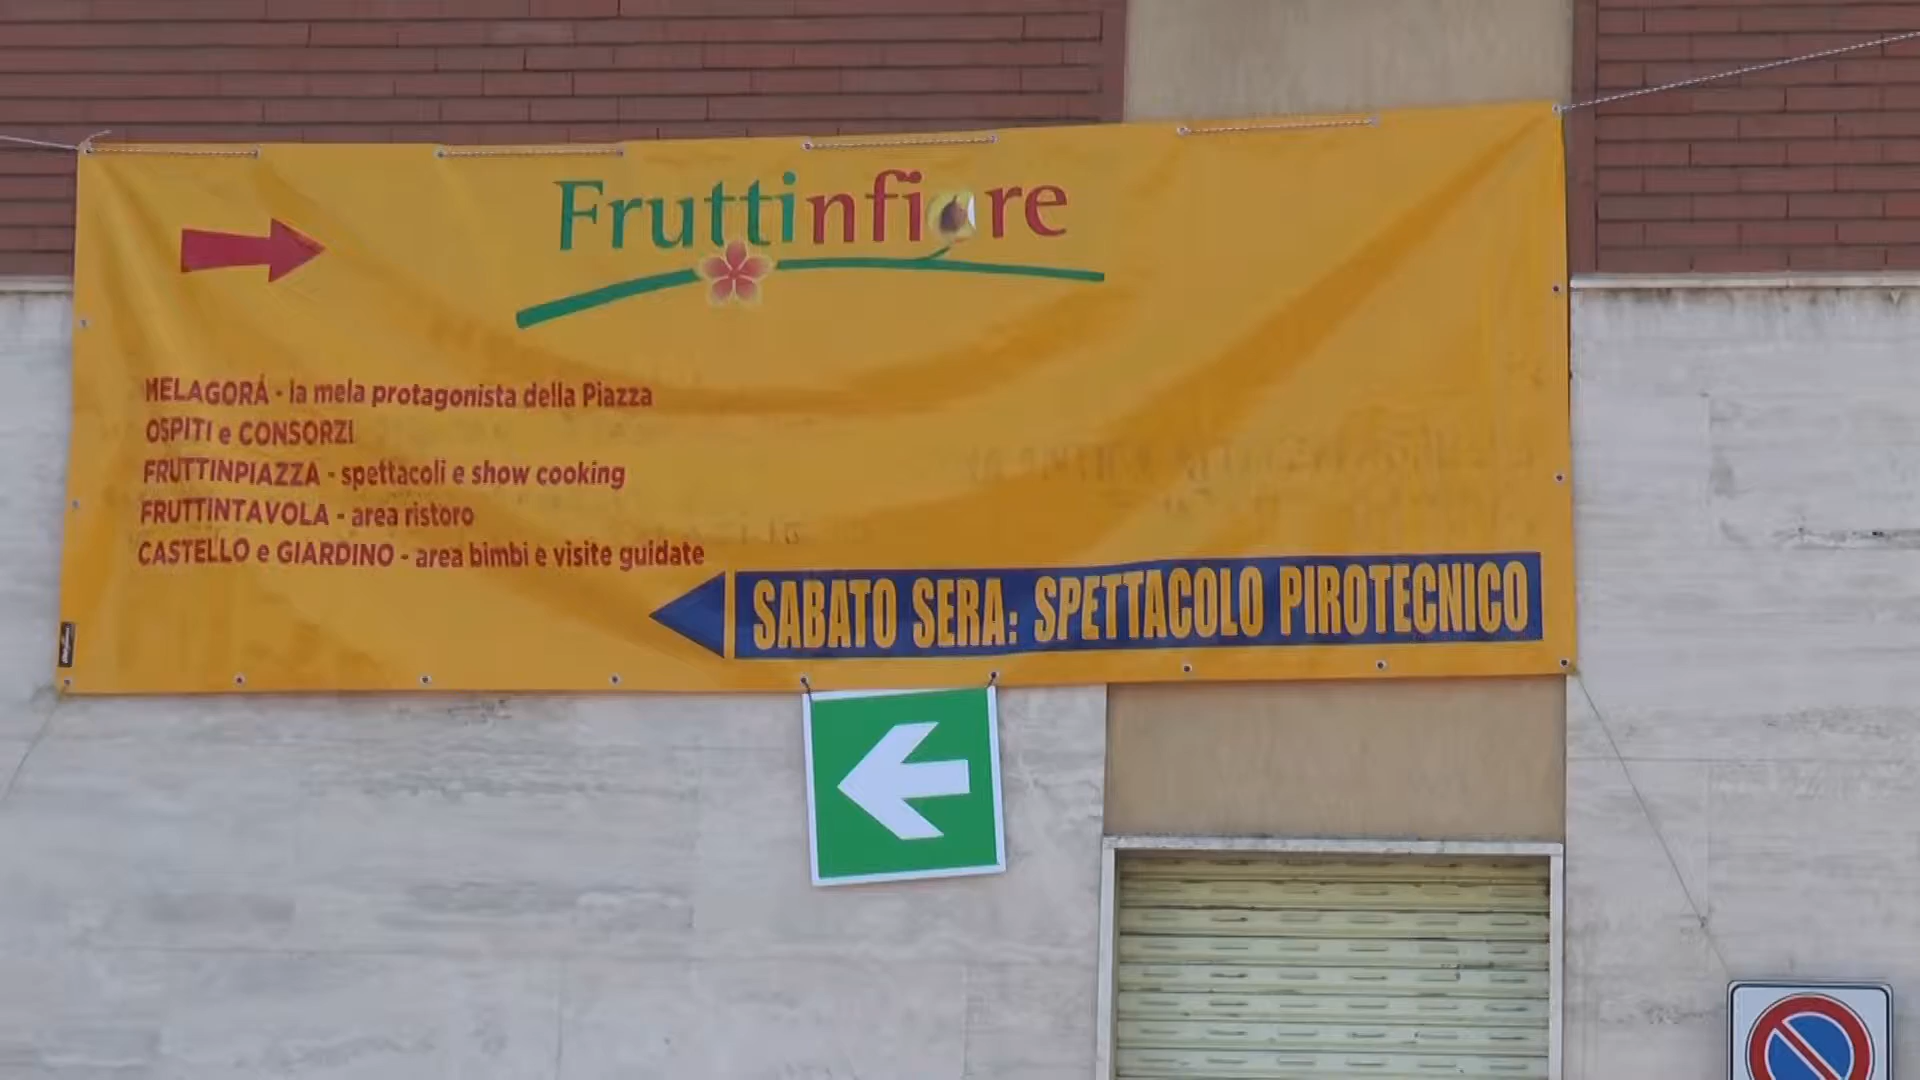 Fruttinfiore
MELAGORÁ - la mela protagonista della Piazza
OSPITI e CONSORZI
FRUTTINPIAZZA - spettacoli e show cooking
FRUTTINTAVOLA - area ristoro
CASTELLO e GIARDINO - area bimbi e visite guidate
SABATO SERA: SPETTACOLO PIROTECNICO